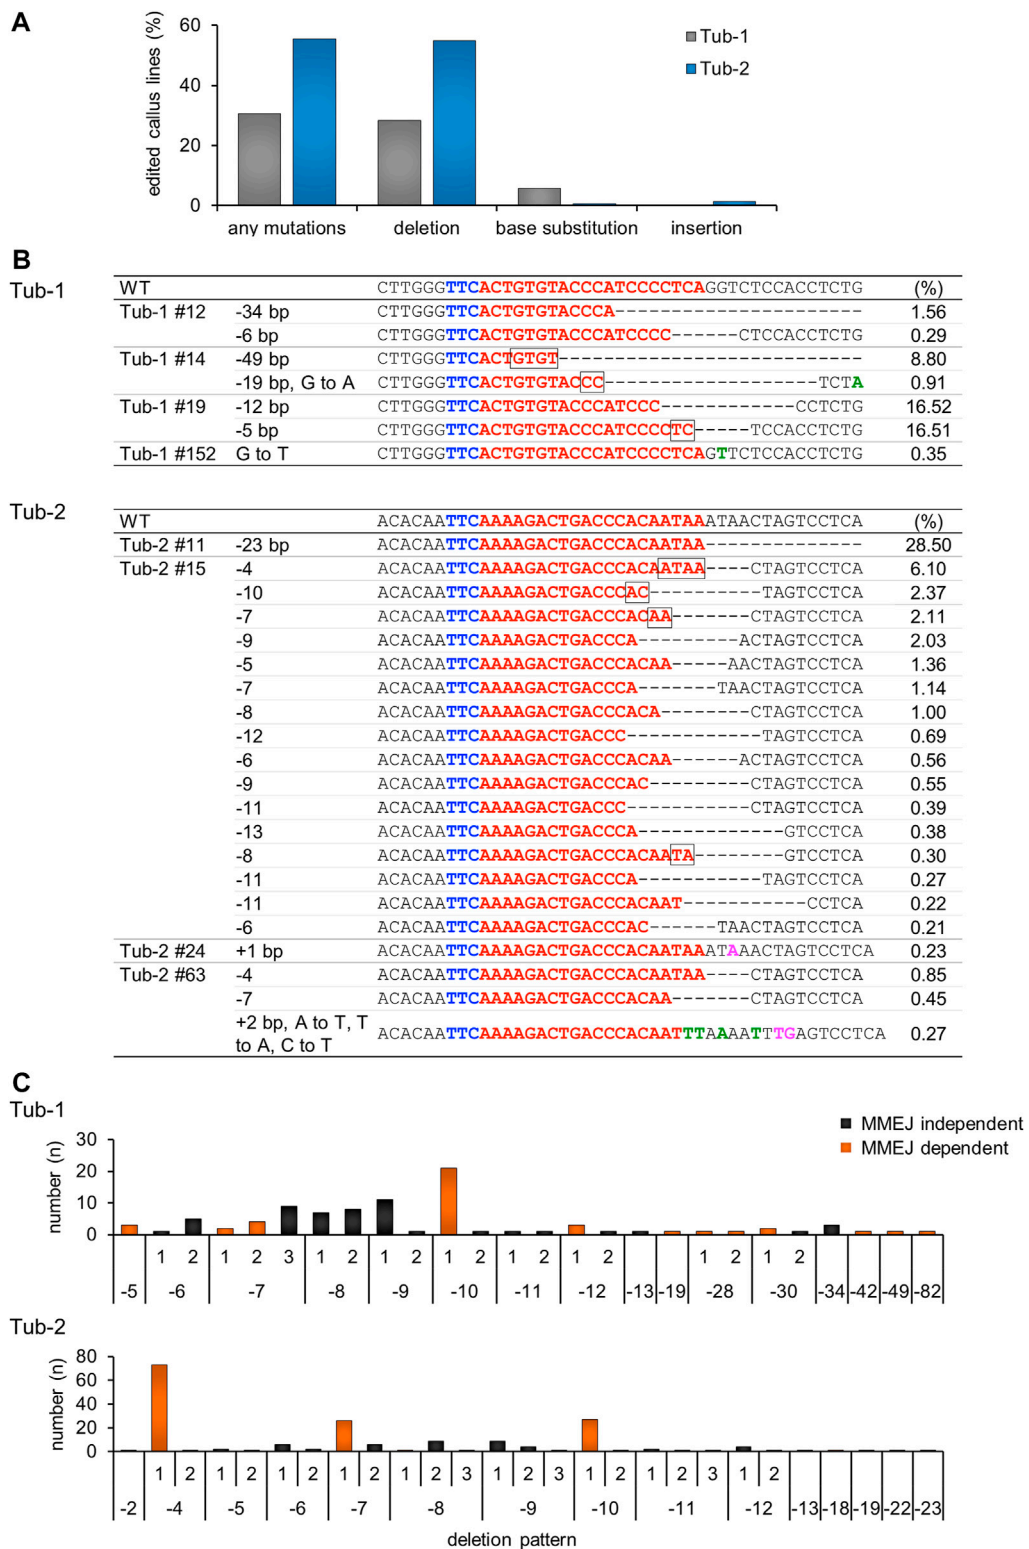 A
edited callus lines (%)
60
40
20
0
Tub-1
Tub-2
any mutations
deletion
base substitution
insertion
B
Tub-1
WT CTTGGGTTCACTGTGTACCCATCCCCTCAGGTCTCCACCTCTG (%)
Tub-1 #12 -34 bp CTTGGGTTCACTGTGTACCCA---------------------- 1.56
-6 bp CTTGGGTTCACTGTGTACCCATCCCC------CTCCACCTCTG 0.29
Tub-1 #14 -49 bp CTTGGGTTCACTGTGT--------------------------- 8.80
-19 bp, G to A CTTGGGTTCACTGTGTACCC-------------------TCTA 0.91
Tub-1 #19 -12 bp CTTGGGTTCACTGTGTACCCATCCC------------CCTCTG 16.52
-5 bp CTTGGGTTCACTGTGTACCCATCCCCTC-----TCCACCTCTG 16.51
Tub-1 #152 G to T CTTGGGTTCACTGTGTACCCATCCCCTCAGTTCTCCACCTCTG 0.35
Tub-2
WT ACACAATTCAAAAGACTGACCCACAATAAATAACTAGTCCTCA (%)
Tub-2 #11 -23 bp ACACAATTCAAAAGACTGACCCACAATAA-------------- 28.50
Tub-2 #15 -4 ACACAATTCAAAAGACTGACCCACAATAA----CTAGTCCTCA 6.10
-10 ACACAATTCAAAAGACTGACCCAC----------TAGTCCTCA 2.37
-7 ACACAATTCAAAAGACTGACCCACAA-------CTAGTCCTCA 2.11
-9 ACACAATTCAAAAGACTGACCCA---------ACTAGTCCTCA 2.03
-5 ACACAATTCAAAAGACTGACCCACAA-----AACTAGTCCTCA 1.36
-7 ACACAATTCAAAAGACTGACCCA-------TAACTAGTCCTCA 1.14
-8 ACACAATTCAAAAGACTGACCCACA--------CTAGTCCTCA 1.00
-12 ACACAATTCAAAAGACTGACCC------------TAGTCCTCA 0.69
-6 ACACAATTCAAAAGACTGACCCACAA------ACTAGTCCTCA 0.56
-9 ACACAATTCAAAAGACTGACCCAC---------CTAGTCCTCA 0.55
-11 ACACAATTCAAAAGACTGACCC-----------CTAGTCCTCA 0.39
-13 ACACAATTCAAAAGACTGACCCA-------------GTCCTCA 0.38
-8 ACACAATTCAAAAGACTGACCCACAATA--------GTCCTCA 0.30
-11 ACACAATTCAAAAGACTGACCCA-----------TAGTCCTCA 0.27
-11 ACACAATTCAAAAGACTGACCCACAAT-----------CCTCA 0.22
-6 ACACAATTCAAAAGACTGACCCAC------TAACTAGTCCTCA 0.21
Tub-2 #24 +1 bp ACACAATTCAAAAGACTGACCCACAATAAATAAACTAGTCCTCA 0.23
Tub-2 #63 -4 ACACAATTCAAAAGACTGACCCACAATAA----CTAGTCCTCA 0.85
-7 ACACAATTCAAAAGACTGACCCACAA-------CTAGTCCTCA 0.45
+2 bp, A to T, T
to A, C to T ACACAATTCAAAAGACTGACCCACAATTTAAAATTTGAGTCCTCA 0.27
C
Tub-1
number (n)
30
20
10
0
MMEJ independent
MMEJ dependent
1 2 1 2 3 1 2 1 2 1 2 1 2 1 2 1 2 1 2
-5 -6 -7 -8 -9 -10 -11 -12 -13 -19 -28 -30 -34 -42 -49 -82
Tub-2
number (n)
80
60
40
20
0
1 2 1 2 1 2 1 2 1 2 3 1 2 3 1 2 1 2 3 1 2
-2 -4 -5 -6 -7 -8 -9 -10 -11 -12 -13 -18 -19 -22 -23
deletion pattern